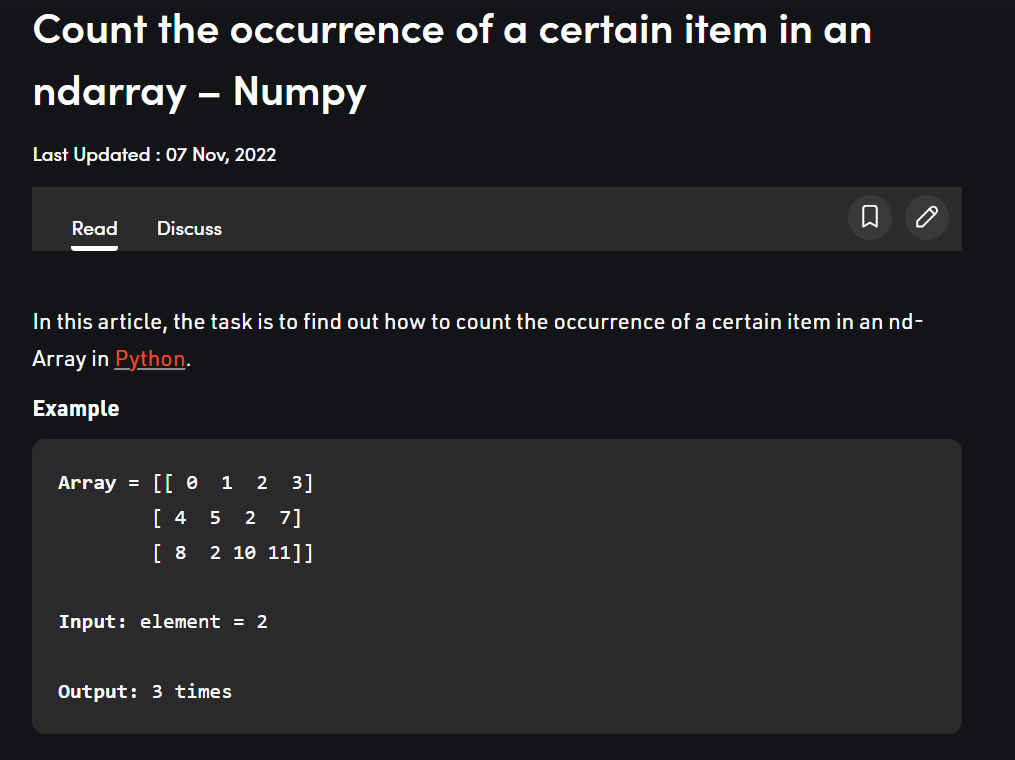 Count the occurrence of a certain item in an
ndarray – Numpy
Last Updated : 07 Nov, 2022
Read Discuss
In this article, the task is to find out how to count the occurrence of a certain item in an nd-
Array in Python.
Example
Array = [[ 0  1  2  3]
[ 4  5  2  7]
[ 8  2 10 11]]
Input: element = 2
Output: 3 times